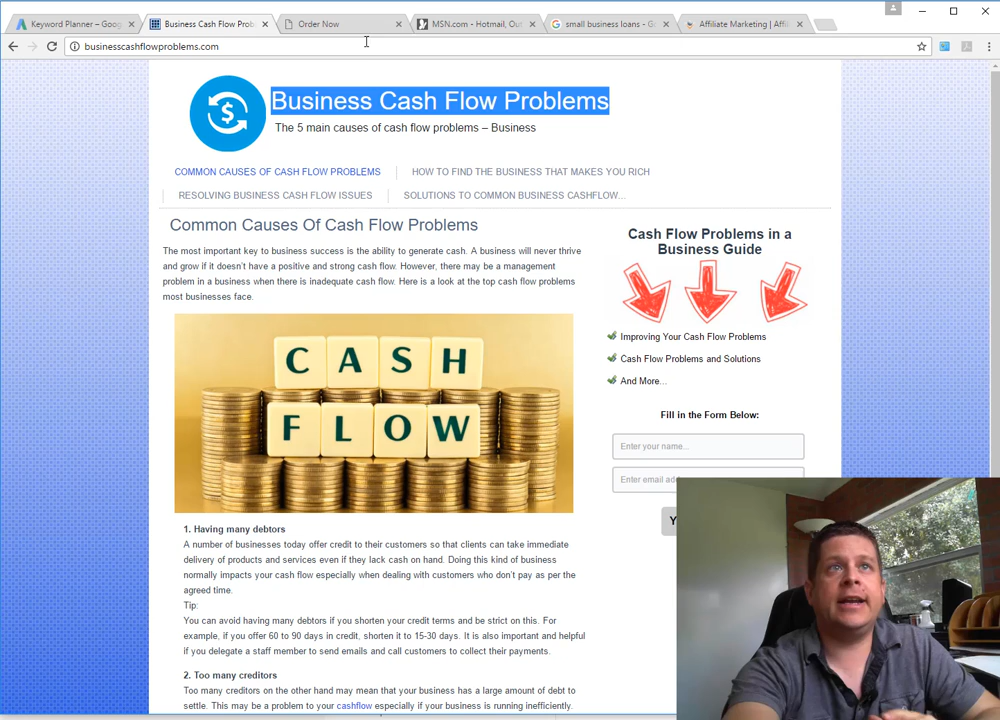 Keyword Planner – Goog
Business Cash Flow Prob
Order Now
MSN.com - Hotmail, Ou
small business loans - Go
Affiliate Marketing | Aff
businesscashflowproblems.com
$
Business Cash Flow Problems
The 5 main causes of cash flow problems – Business
COMMON CAUSES OF CASH FLOW PROBLEMS
HOW TO FIND THE BUSINESS THAT MAKES YOU RICH
RESOLVING BUSINESS CASH FLOW ISSUES
SOLUTIONS TO COMMON BUSINESS CASHFLOW...
Common Causes Of Cash Flow Problems
The most important key to business success is the ability to generate cash. A business will never thrive
and grow if it doesn't have a positive and strong cash flow. However, there may be a management
problem in a business when there is inadequate cash flow. Here is a look at the top cash flow problems
most businesses face.
CASH
FLOW
1. Having many debtors
A number of businesses today offer credit to their customers so that clients can take immediate
delivery of products and services even if they lack cash on hand. Doing this kind of business
normally impacts your cash flow especially when dealing with customers who don't pay as per the
agreed time.
Tip:
You can avoid having many debtors if you shorten your credit terms and be strict on this. For
example, if you offer 60 to 90 days in credit, shorten it to 15-30 days. It is also important and helpful
if you delegate a staff member to send emails and call customers to collect their payments.
2. Too many creditors
Too many creditors on the other hand may mean that your business has a large amount of debt to
settle. This may be a problem to your cashflow especially if your business is running inefficiently.
Cash Flow Problems in a
Business Guide
Improving Your Cash Flow Problems
Cash Flow Problems and Solutions
And More...
Fill in the Form Below:
Enter your name...
Enter email add
Y